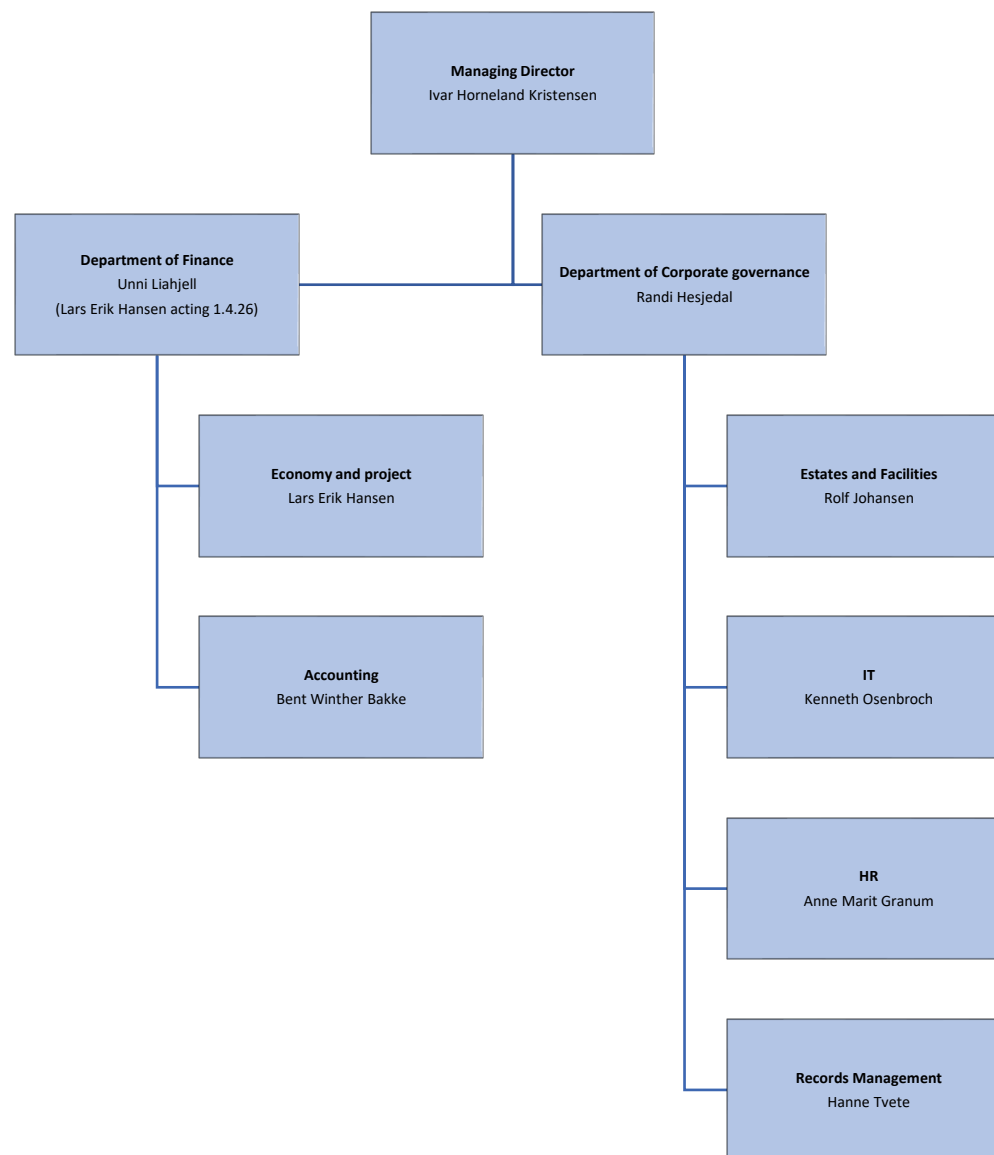 Managing Director
Ivar Horneland Kristensen
Department of Finance
Unni Liahjell
(Lars Erik Hansen acting 1.4.26)
Department of Corporate governance
Randi Hesjedal
Economy and project
Lars Erik Hansen
Estates and Facilities
Rolf Johansen
Accounting
Bent Winther Bakke
IT
Kenneth Osenbroch
HR
Anne Marit Granum
Records Management
Hanne Tvete